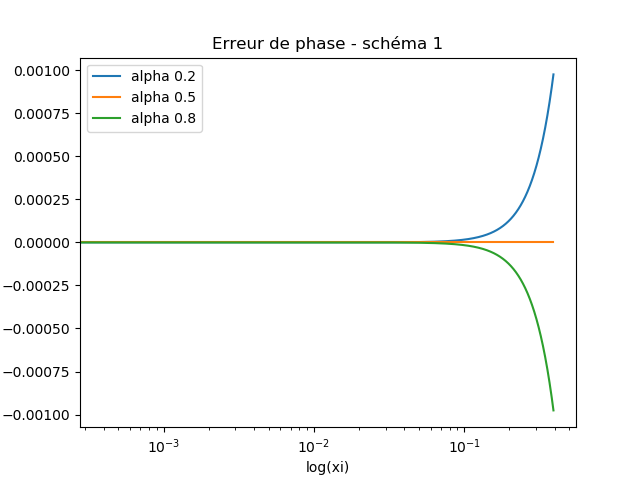 Erreur de phase - schéma 1
alpha 0.2
alpha 0.5
alpha 0.8
0.00100
0.00075
0.00050
0.00025
0.00000
−0.00025
−0.00050
−0.00075
−0.00100
10⁻³
10⁻²
10⁻¹
log(xi)